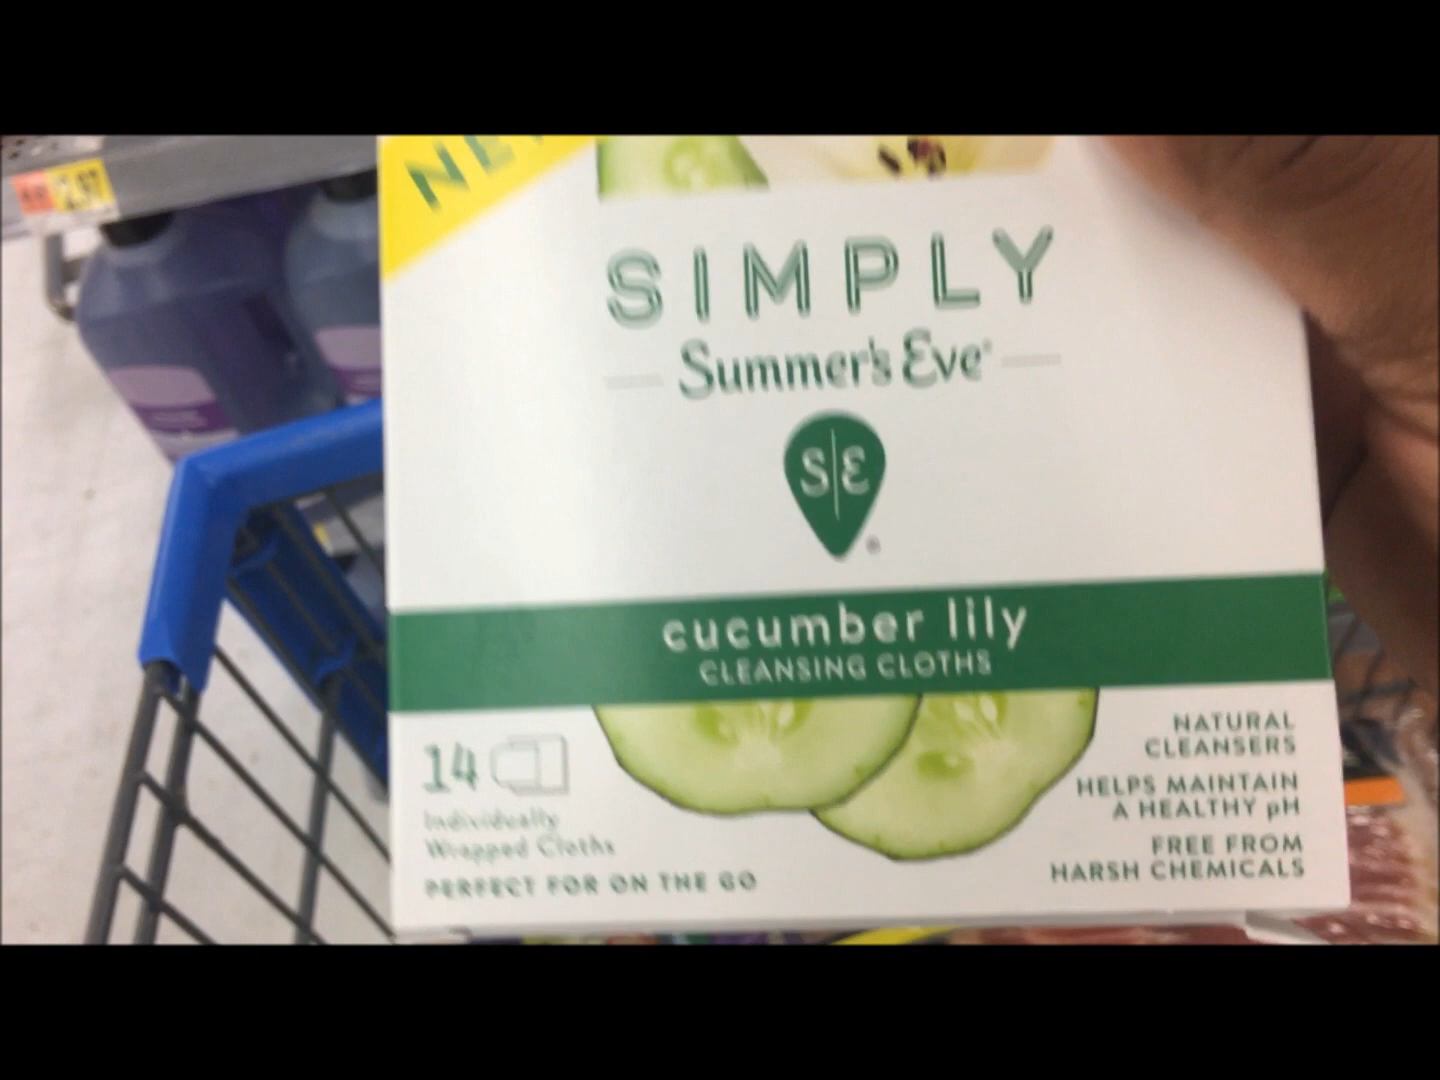 NEW
SIMPLY
Summer's Eve®
S|E
®
cucumber lily
CLEANSING CLOTHS
14
Individually
Wrapped Cloths
PERFECT FOR ON THE GO
NATURAL
CLEANSERS
HELPS MAINTAIN
A HEALTHY pH
FREE FROM
HARSH CHEMICALS